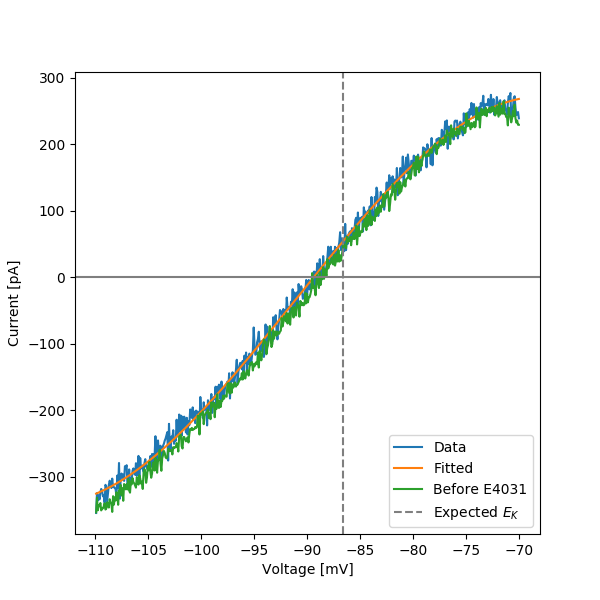 300
200
100
0
−100
−200
−300
Current [pA]
Data
Fitted
Before E4031
Expected E_K
−110 −105 −100 −95 −90 −85 −80 −75 −70
Voltage [mV]